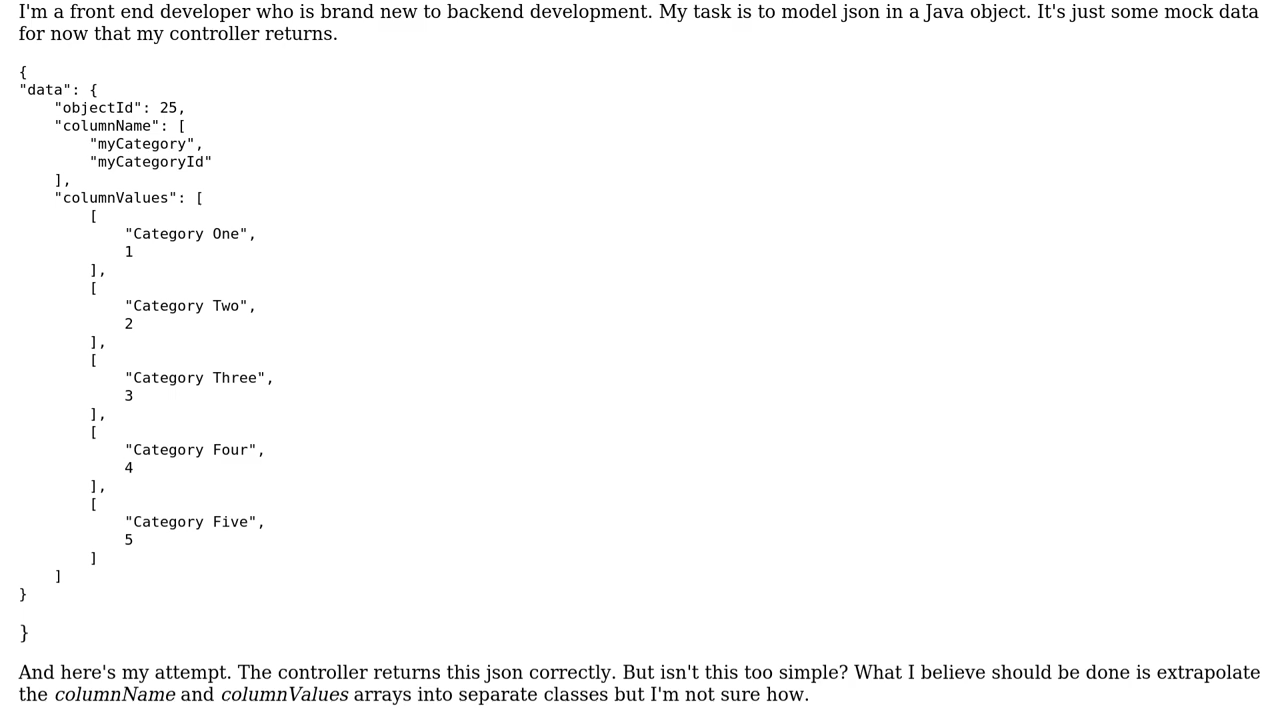 I'm a front end developer who is brand new to backend development. My task is to model json in a Java object. It's just some mock data
for now that my controller returns.
{
"data": {
    "objectId": 25,
    "columnName": [
        "myCategory",
        "myCategoryId"
    ],
    "columnValues": [
        [
            "Category One",
            1
        ],
        [
            "Category Two",
            2
        ],
        [
            "Category Three",
            3
        ],
        [
            "Category Four",
            4
        ],
        [
            "Category Five",
            5
        ]
    ]
}
}
And here's my attempt. The controller returns this json correctly. But isn't this too simple? What I believe should be done is extrapolate
the columnName and columnValues arrays into separate classes but I'm not sure how.